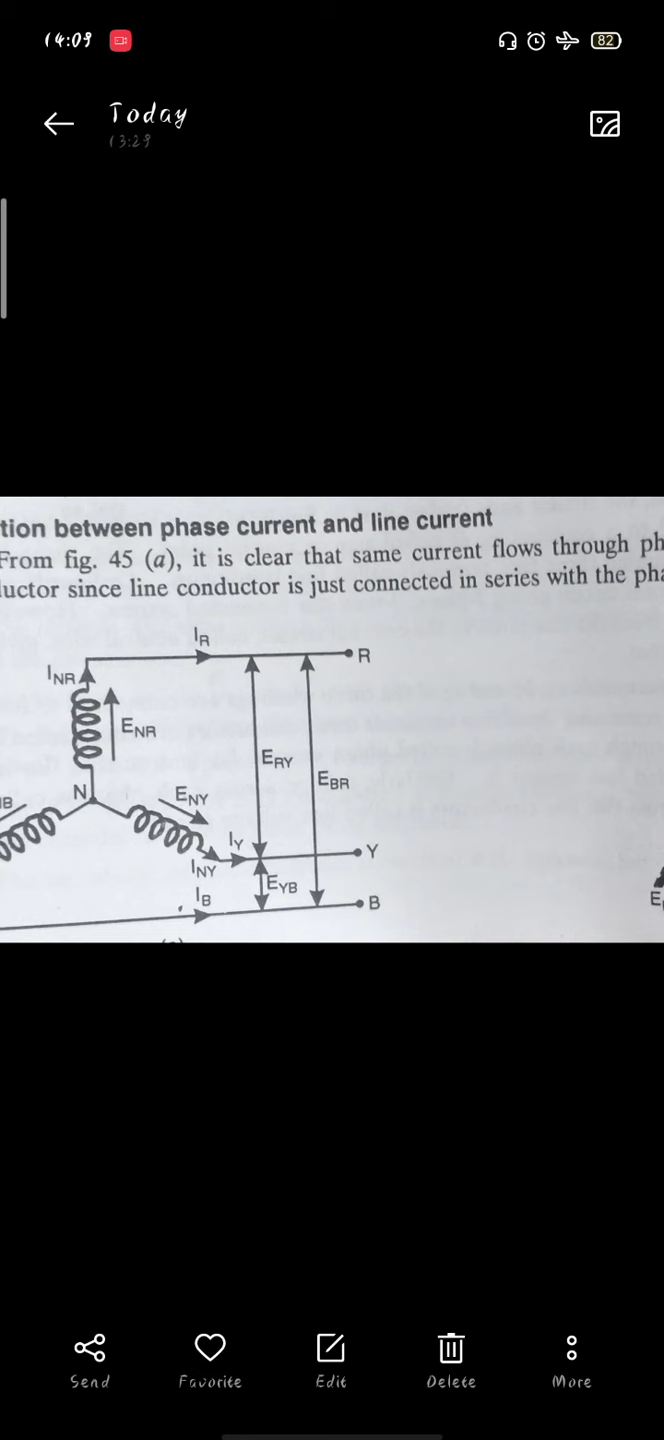 14:09
82
Today
13:29
tion between phase current and line current
From fig. 45 (a), it is clear that same current flows through ph
luctor since line conductor is just connected in series with the pha
IR
R
INR
ENR
ERY
EBR
N
ENY
IY
Y
INY
EYB
IB
B
Send Favorite Edit Delete More